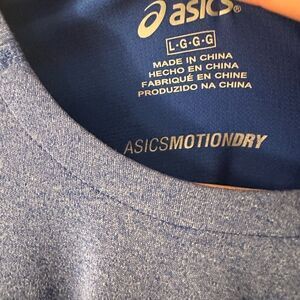 asics®
L-G-G-G
MADE IN CHINA
HECHO EN CHINA
FABRIQUÉ EN CHINE
PRODUZIDO NA CHINA
ASICSMOTIONDRY